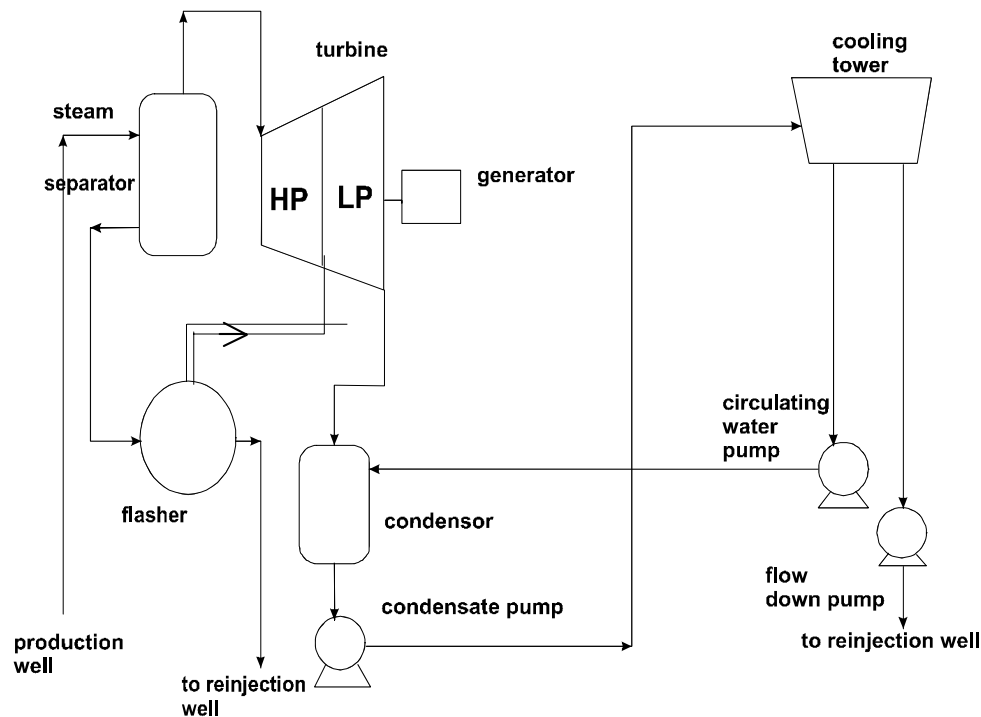 turbine
cooling
tower
steam
separator
HP
LP
generator
circulating
water
pump
flasher
condensor
flow
down pump
condensate pump
production
well
to reinjection
well
to reinjection well